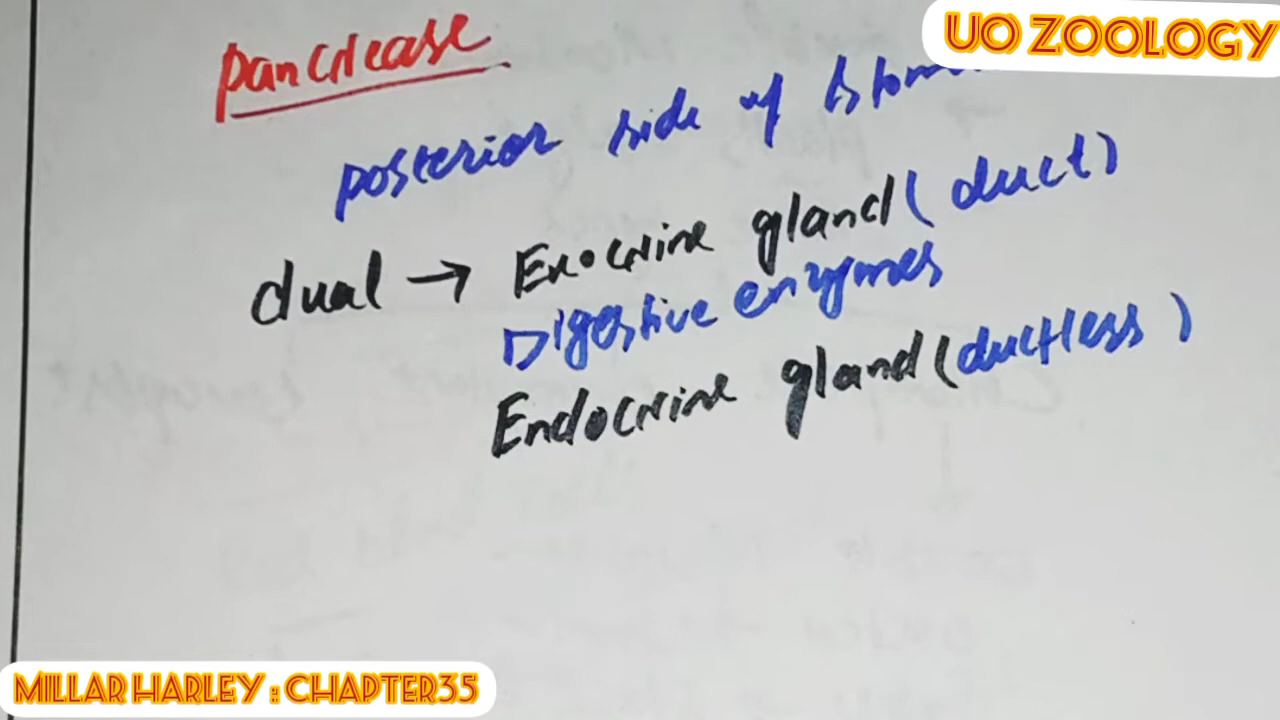 UO ZOOLOGY
pancrease
posterior side of
dual → Exocrine gland (duct)
Digestive enzymes
Endocrine gland (ductless)
MILLAR HARLEY : CHAPTER35